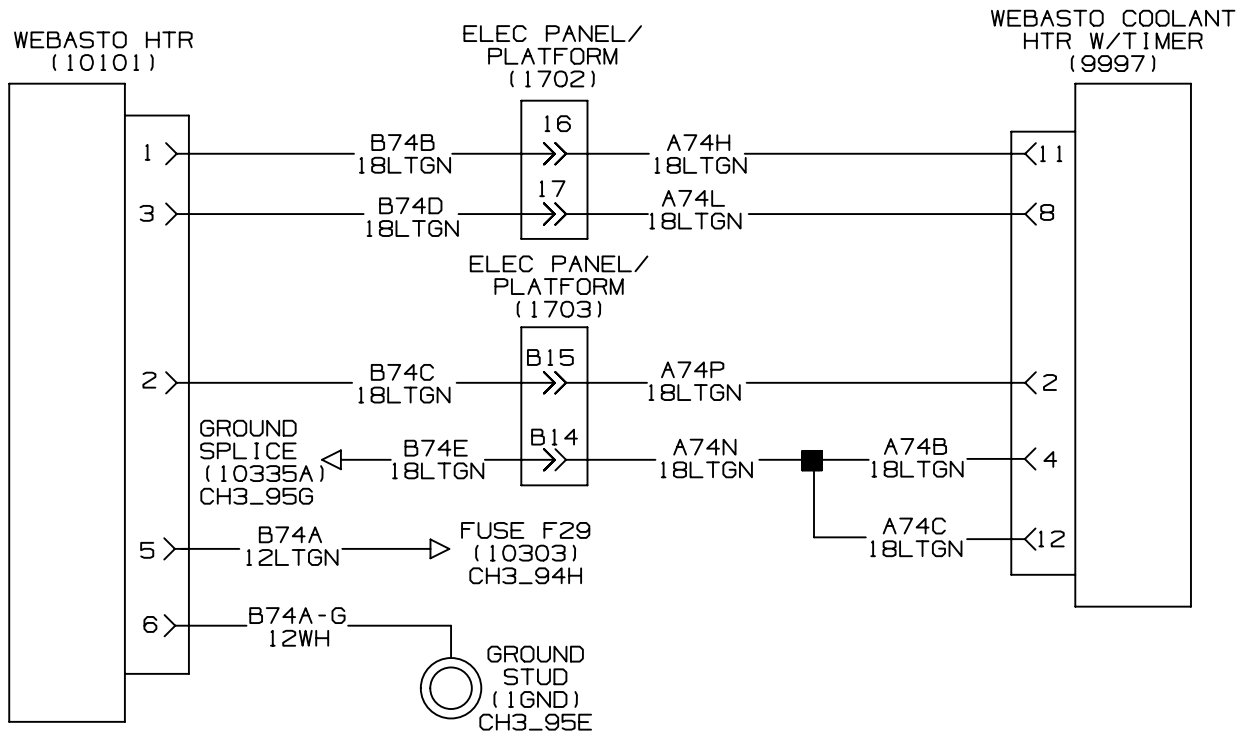 WEBASTO HTR
(10101)
ELEC PANEL/
PLATFORM
(1702)
WEBASTO COOLANT
HTR W/TIMER
(9997)
1
B74B
18LTGN
16
A74H
18LTGN
11
3
B74D
18LTGN
17
A74L
18LTGN
8
ELEC PANEL/
PLATFORM
(1703)
2
B74C
18LTGN
B15
A74P
18LTGN
2
GROUND
SPLICE
(10335A)
CH3_95G
B74E
18LTGN
B14
A74N
18LTGN
A74B
18LTGN
4
A74C
18LTGN
12
5
B74A
12LTGN
FUSE F29
(10303)
CH3_94H
6
B74A-G
12WH
GROUND
STUD
(1GND)
CH3_95E